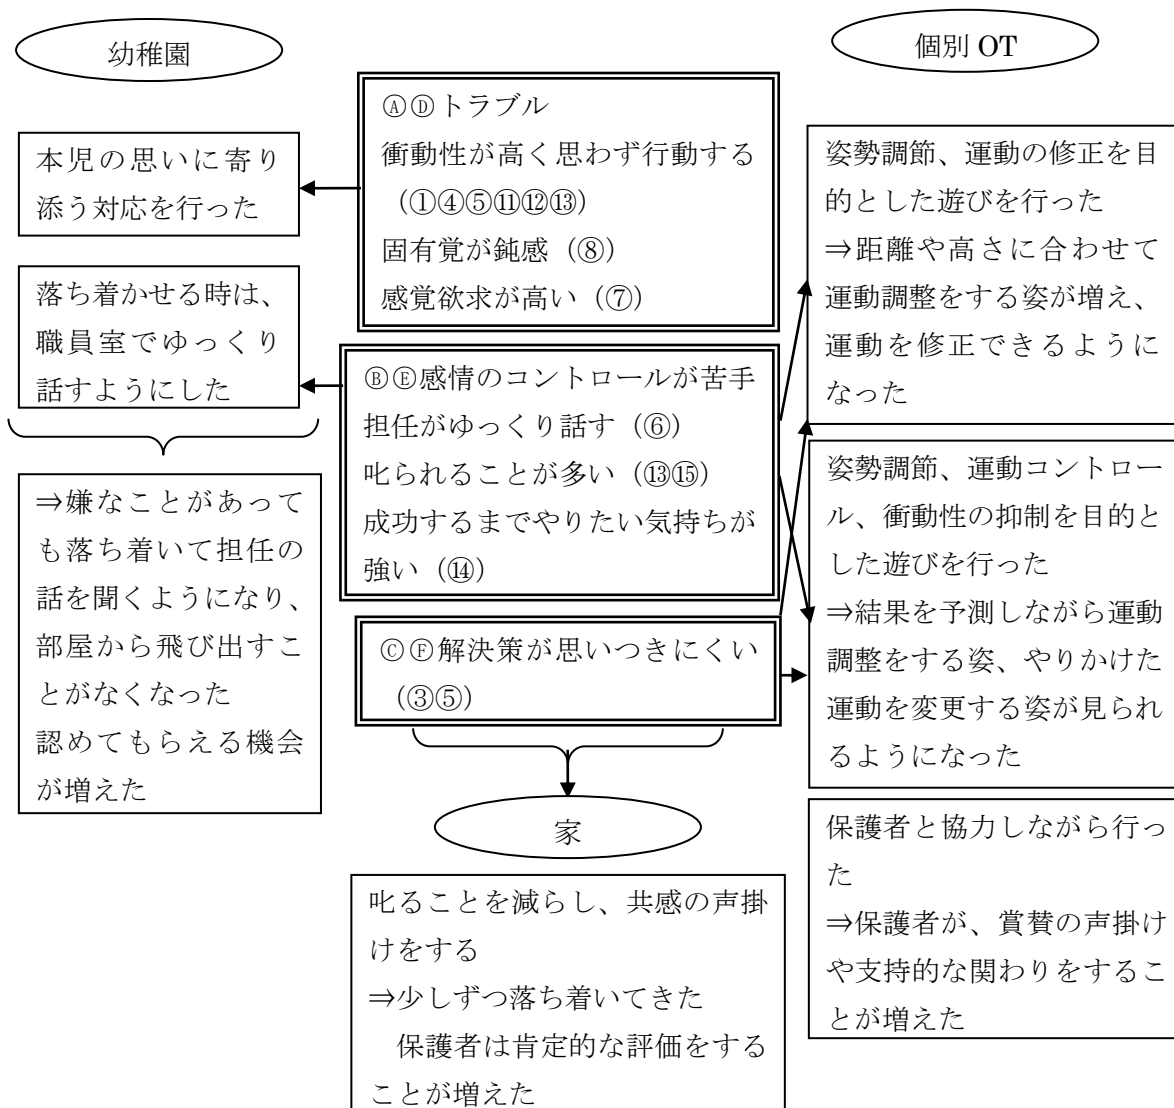 幼稚園
本児の思いに寄り
添う対応を行った
落ち着かせる時は、
職員室でゆっくり
話すようにした
⇒嫌なことがあって
も落ち着いて担任の
話を聞くようになり、
部屋から飛び出すこ
とがなくなった
認めてもらえる機会
が増えた
ⒶⒹトラブル
衝動性が高く思わず行動する
（①④⑤⑪⑫⑬）
固有覚が鈍感（⑧）
感覚欲求が高い（⑦）
ⒷⒺ感情のコントロールが苦手
担任がゆっくり話す（⑥）
叱られることが多い（⑬⑮）
成功するまでやりたい気持ちが
強い（⑭）
ⒸⒻ解決策が思いつきにくい
（③⑤）
家
叱ることを減らし、共感の声掛
けをする
⇒少しずつ落ち着いてきた
保護者は肯定的な評価をする
ことが増えた
個別 OT
姿勢調節、運動の修正を目
的とした遊びを行った
⇒距離や高さに合わせて
運動調整をする姿が増え、
運動を修正できるように
なった
姿勢調節、運動コントロー
ル、衝動性の抑制を目的と
した遊びを行った
⇒結果を予測しながら運動
調整をする姿、やりかけた
運動を変更する姿が見られ
るようになった
保護者と協力しながら行っ
た
⇒保護者が、賞賛の声掛け
や支持的な関わりをするこ
とが増えた